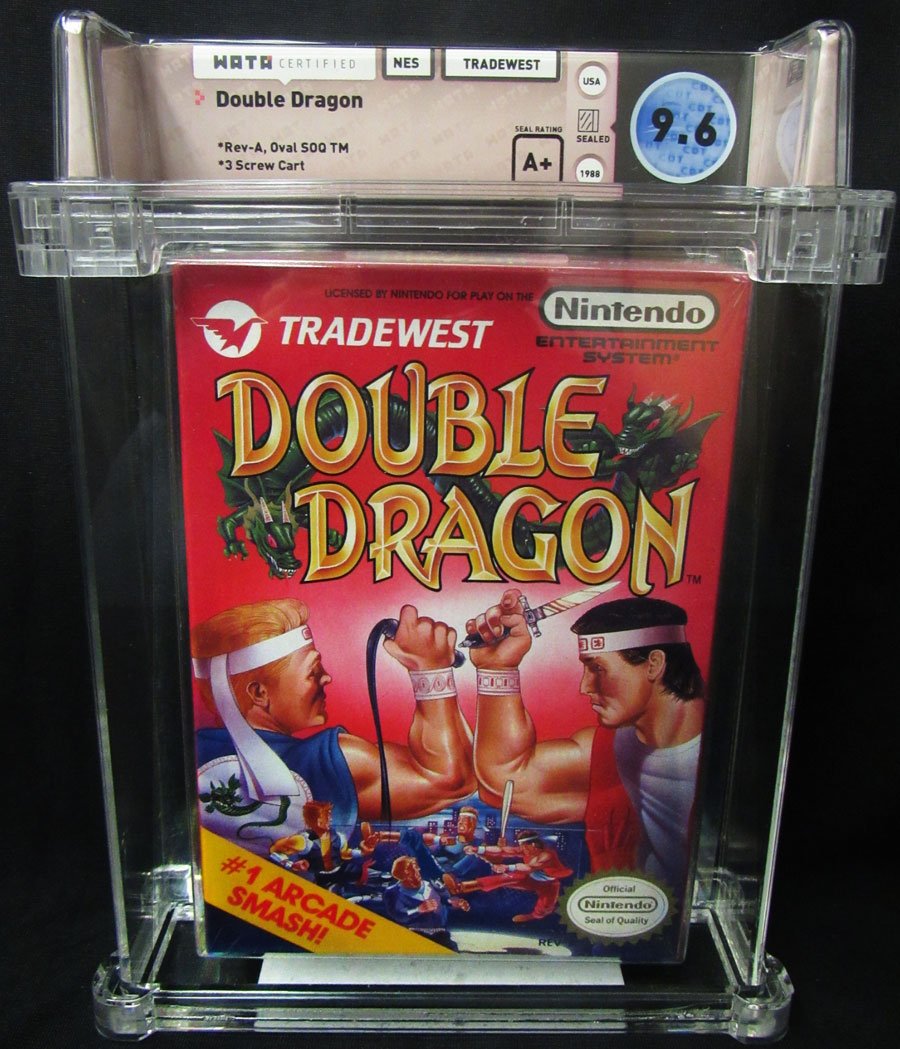 WATA CERTIFIED
NES
TRADEWEST
Double Dragon
*Rev-A, Oval SOQ TM
*3 Screw Cart
SEAL RATING
A+
USA
SEALED
1988
9.6
CDT
LICENSED BY NINTENDO FOR PLAY ON THE
Nintendo
ENTERTAINMENT
SYSTEM®
TRADEWEST
DOUBLE
DRAGON
TM
#1 ARCADE
SMASH!
Official
Nintendo
Seal of Quality
REV